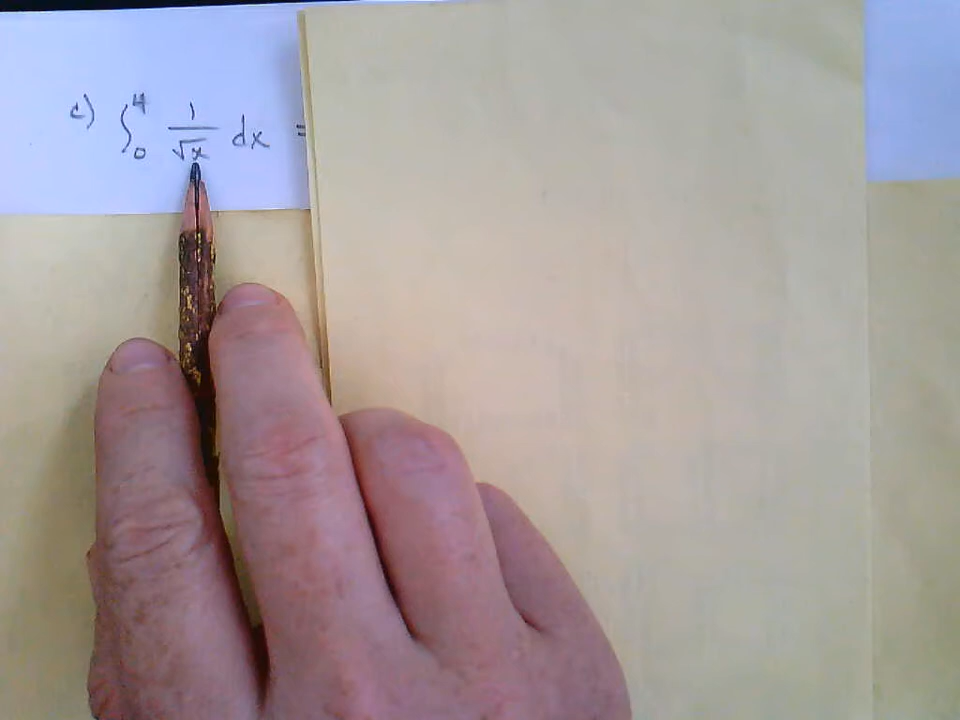 c) ∫₀⁴ 1/√x dx =